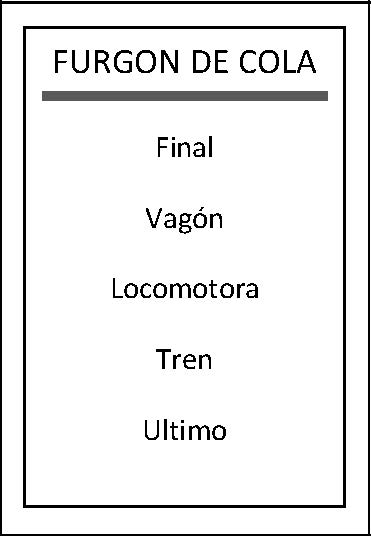 FURGON DE COLA
Final
Vagón
Locomotora
Tren
Ultimo